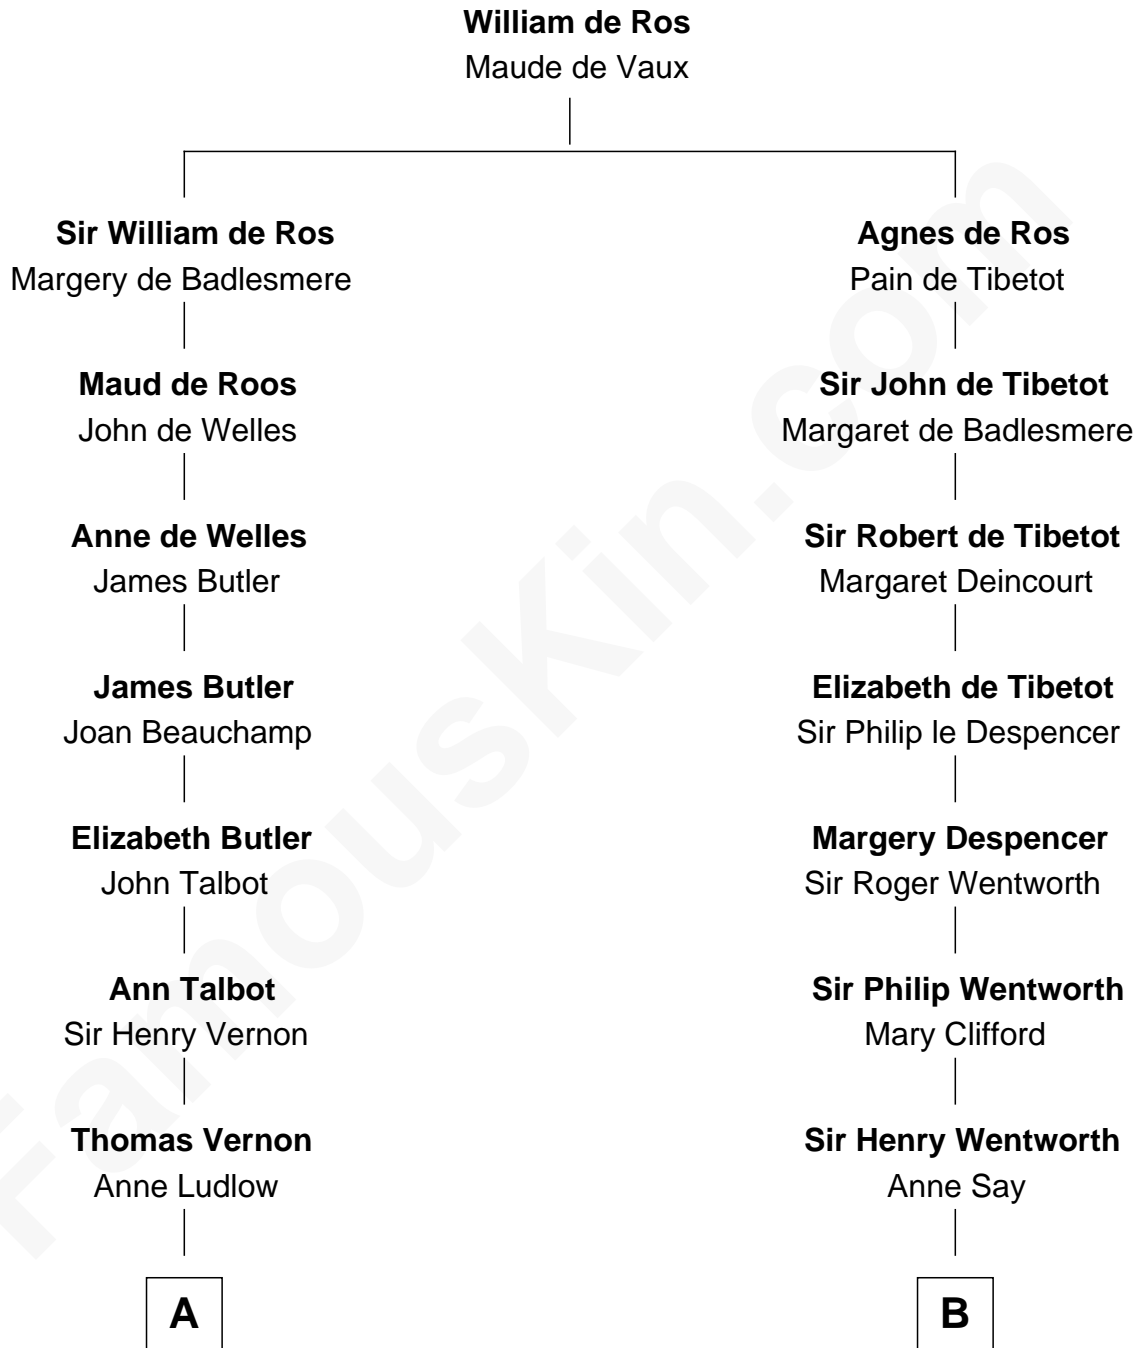 William de Ros
Maude de Vaux
Sir William de Ros
Margery de Badlesmere
Maud de Roos
John de Welles
Anne de Welles
James Butler
James Butler
Joan Beauchamp
Elizabeth Butler
John Talbot
Ann Talbot
Sir Henry Vernon
Thomas Vernon
Anne Ludlow
A
Agnes de Ros
Pain de Tibetot
Sir John de Tibetot
Margaret de Badlesmere
Sir Robert de Tibetot
Margaret Deincourt
Elizabeth de Tibetot
Sir Philip le Despencer
Margery Despencer
Sir Roger Wentworth
Sir Philip Wentworth
Mary Clifford
Sir Henry Wentworth
Anne Say
B
FamousKin.com